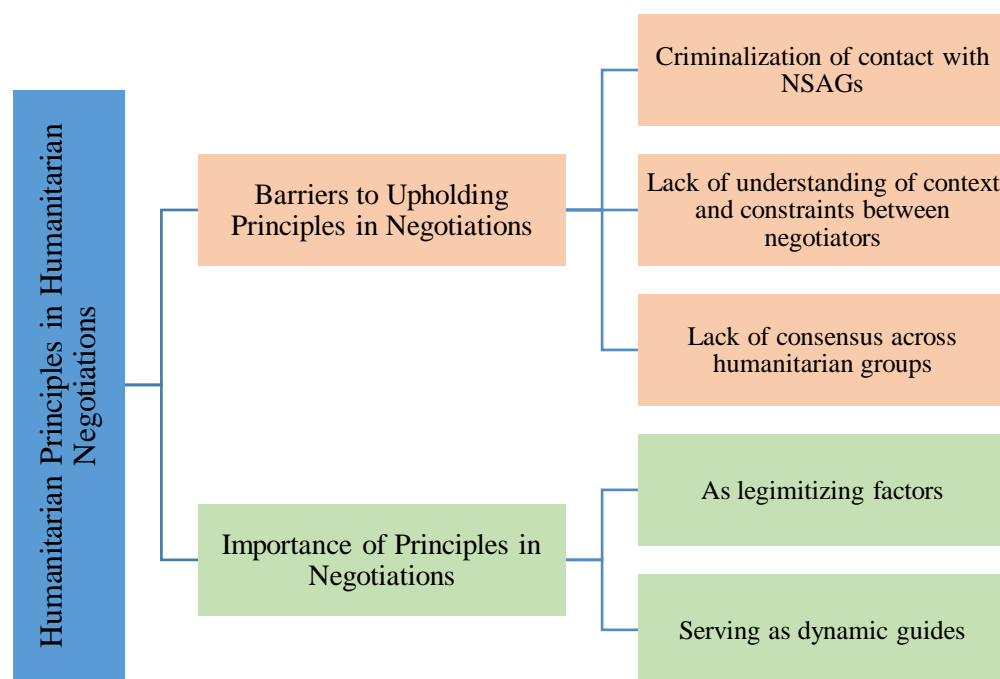 Humanitarian Principles in Humanitarian
Negotiations
Barriers to Upholding
Principles in Negotiations
Criminalization of contact with
NSAGs
Lack of understanding of context
and constraints between
negotiators
Lack of consensus across
humanitarian groups
Importance of Principles in
Negotiations
As legimitizing factors
Serving as dynamic guides